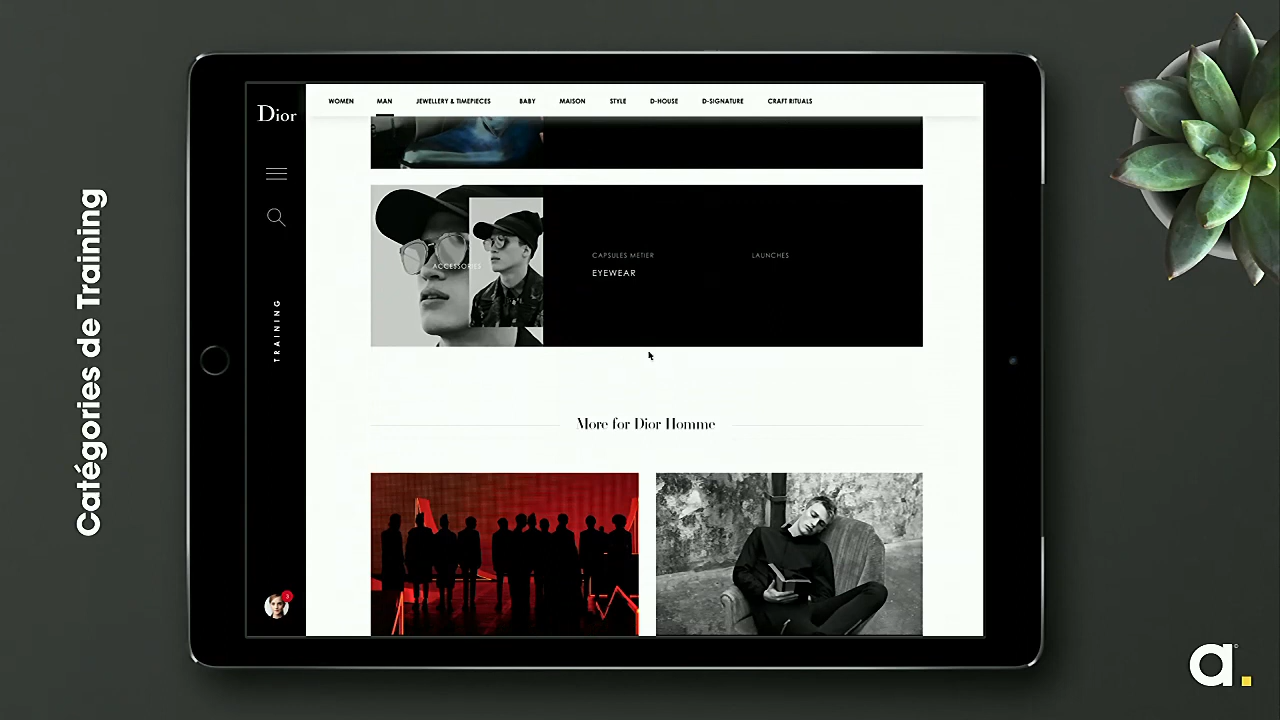 Catégories de Training
Dior
TRAINING
3
WOMEN MAN JEWELLERY & TIMEPIECES BABY MAISON STYLE D-HOUSE D-SIGNATURE CRAFT RITUALS
ACCESSORIES
CAPSULES METIER LAUNCHES
EYEWEAR
More for Dior Homme
a.